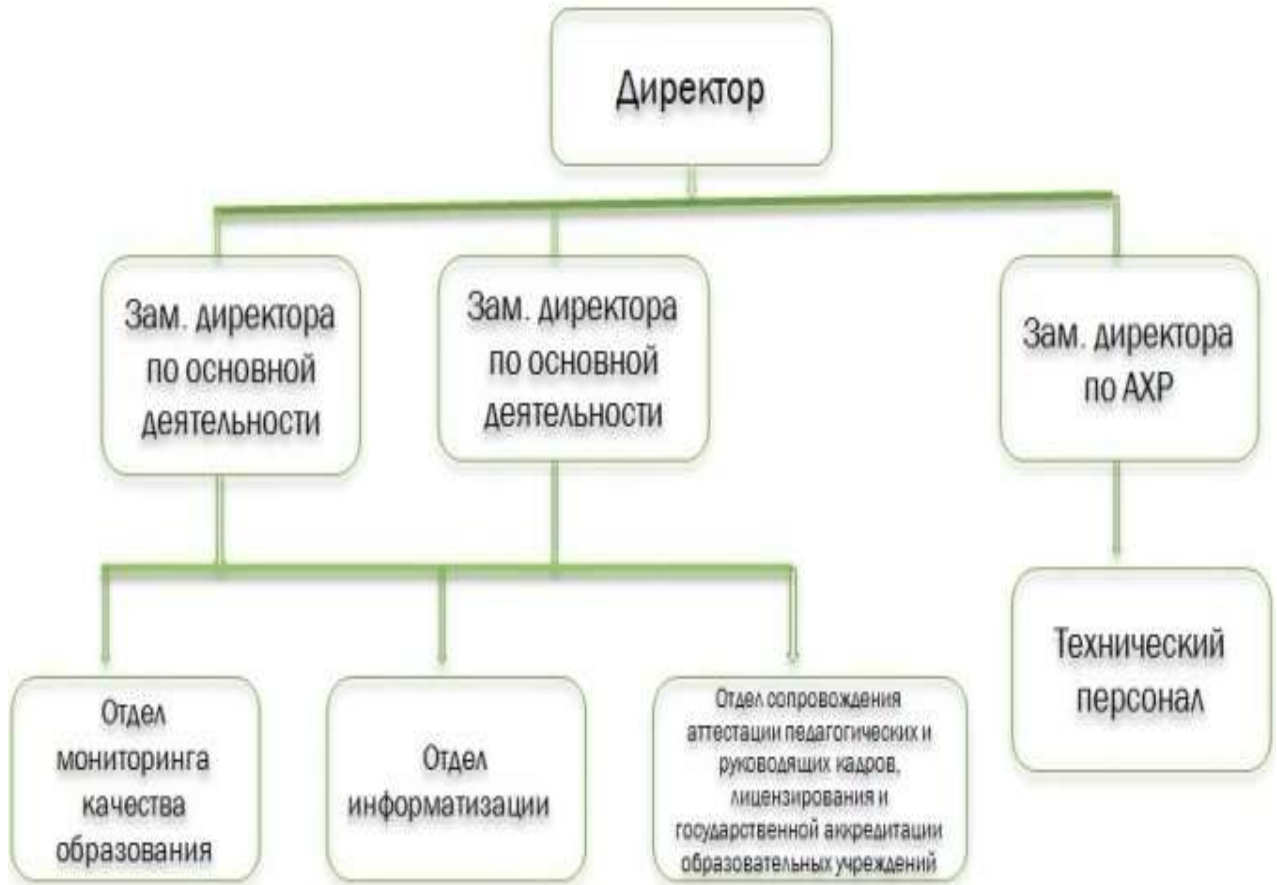 Директор
Зам. директора
по основной
деятельности
Зам. директора
по основной
деятельности
Зам. директора
по АХР
Технический
персонал
Отдел
мониторинга
качества
образования
Отдел
информатизации
Отдел сопровождения
аттестации педагогических и
руководящих кадров,
лицензирования и
государственной аккредитации
образовательных учреждений